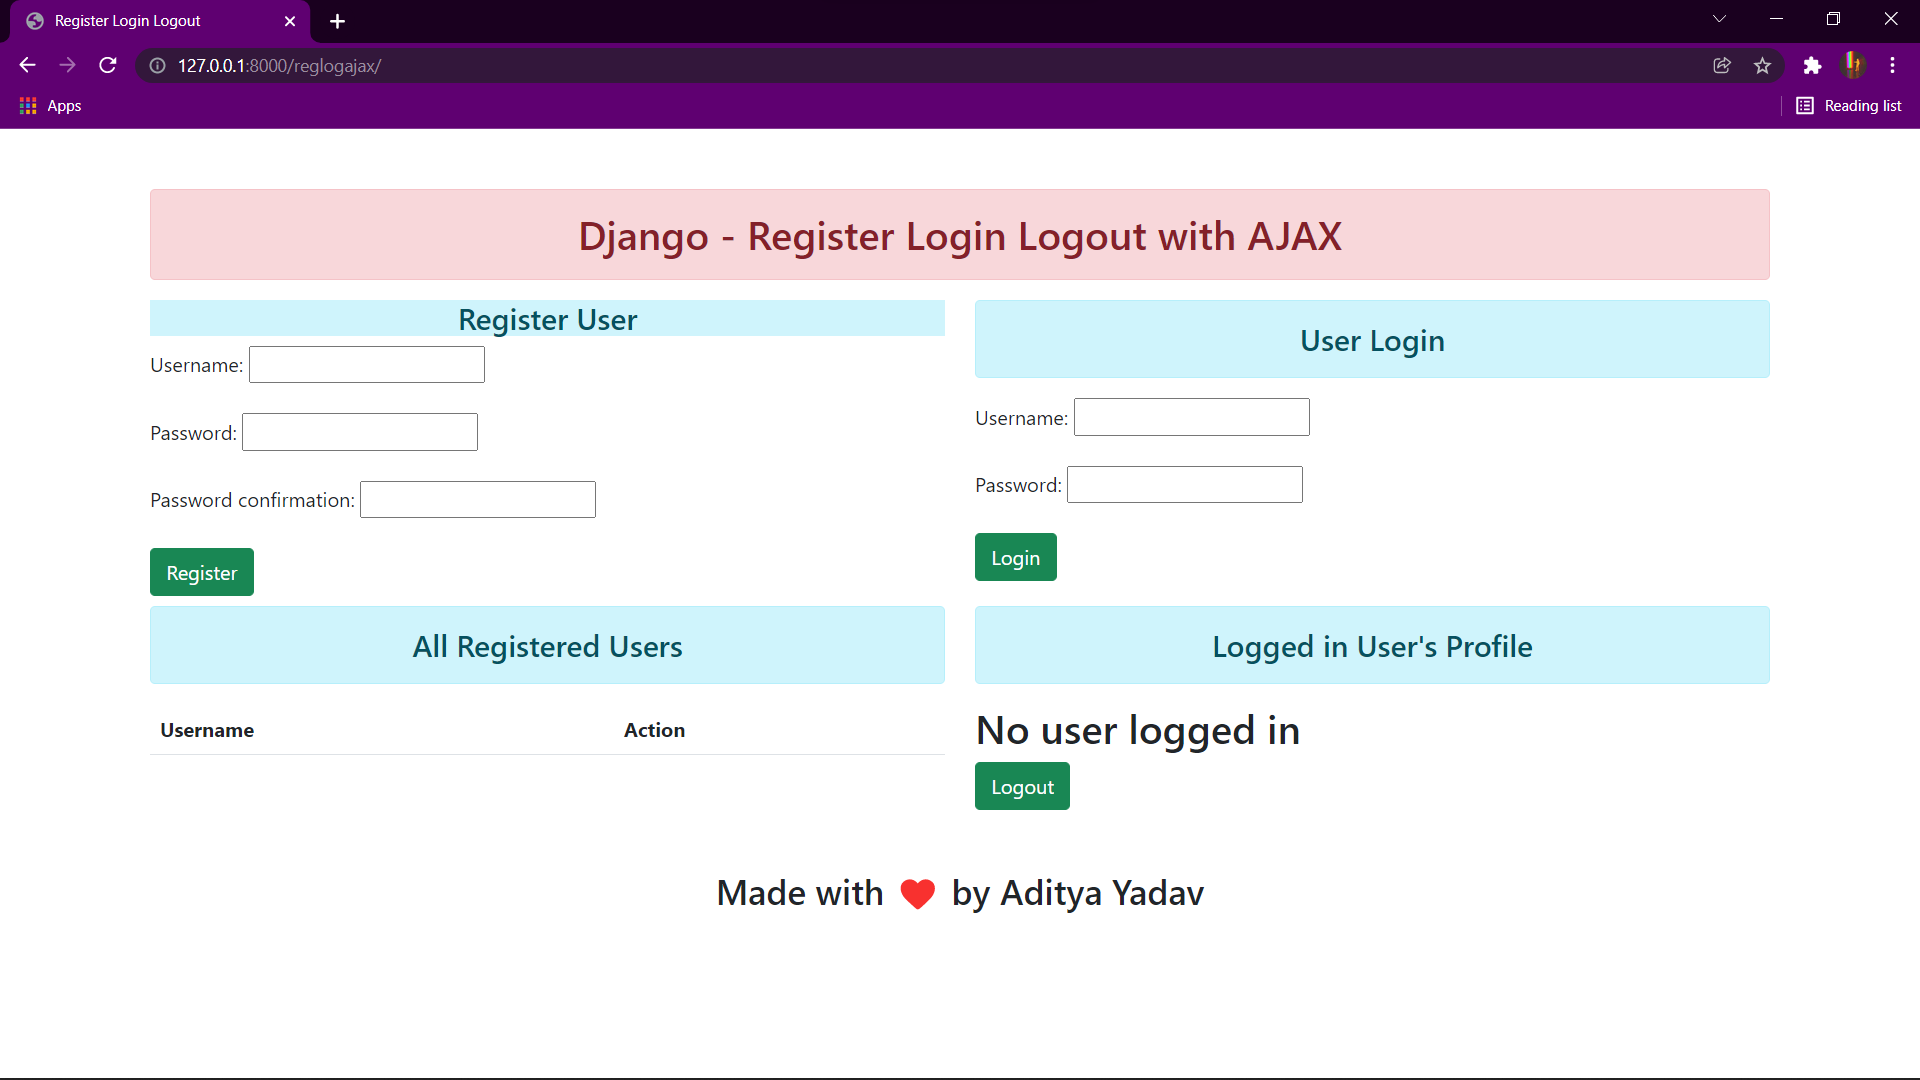 Register Login Logout
127.0.0.1:8000/reglogajax/
Apps
Reading list
Django - Register Login Logout with AJAX
Register User
Username:
Password:
Password confirmation:
Register
User Login
Username:
Password:
Login
All Registered Users
Username Action
Logged in User's Profile
No user logged in
Logout
Made with ❤ by Aditya Yadav